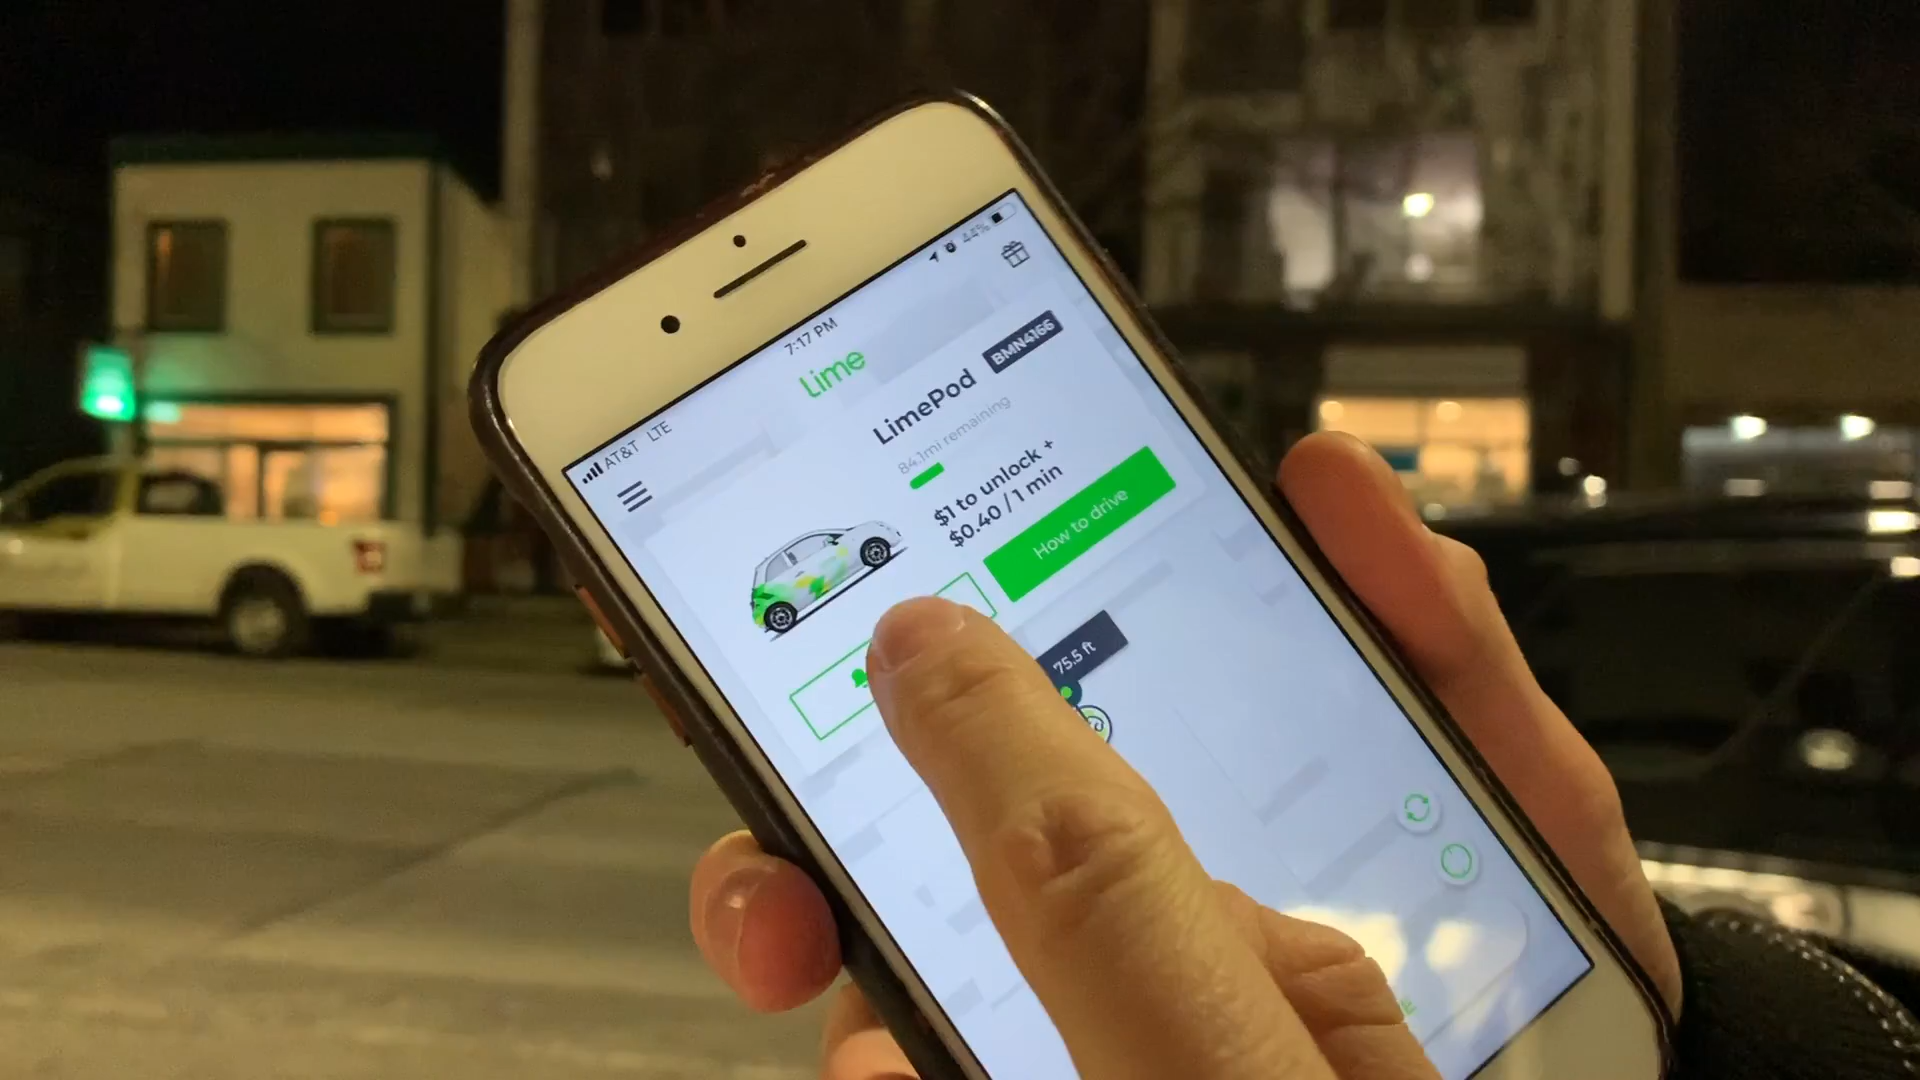 AT&T LTE
7:17 PM
44%
Lime
LimePod
BMN4166
84.1mi remaining
$1 to unlock +
$0.40 / 1 min
How to drive
75.5 ft